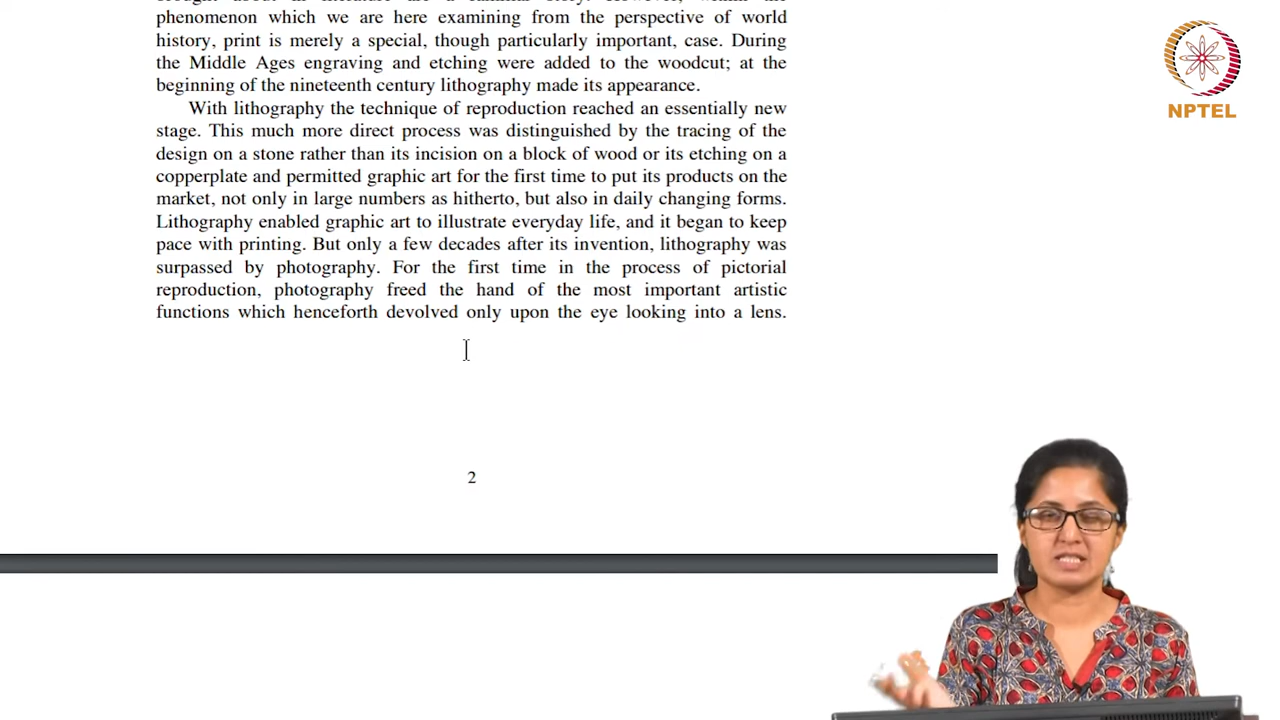 phenomenon which we are here examining from the perspective of world
history, print is merely a special, though particularly important, case. During
the Middle Ages engraving and etching were added to the woodcut; at the
beginning of the nineteenth century lithography made its appearance.
With lithography the technique of reproduction reached an essentially new
stage. This much more direct process was distinguished by the tracing of the
design on a stone rather than its incision on a block of wood or its etching on a
copperplate and permitted graphic art for the first time to put its products on the
market, not only in large numbers as hitherto, but also in daily changing forms.
Lithography enabled graphic art to illustrate everyday life, and it began to keep
pace with printing. But only a few decades after its invention, lithography was
surpassed by photography. For the first time in the process of pictorial
reproduction, photography freed the hand of the most important artistic
functions which henceforth devolved only upon the eye looking into a lens.
2
NPTEL